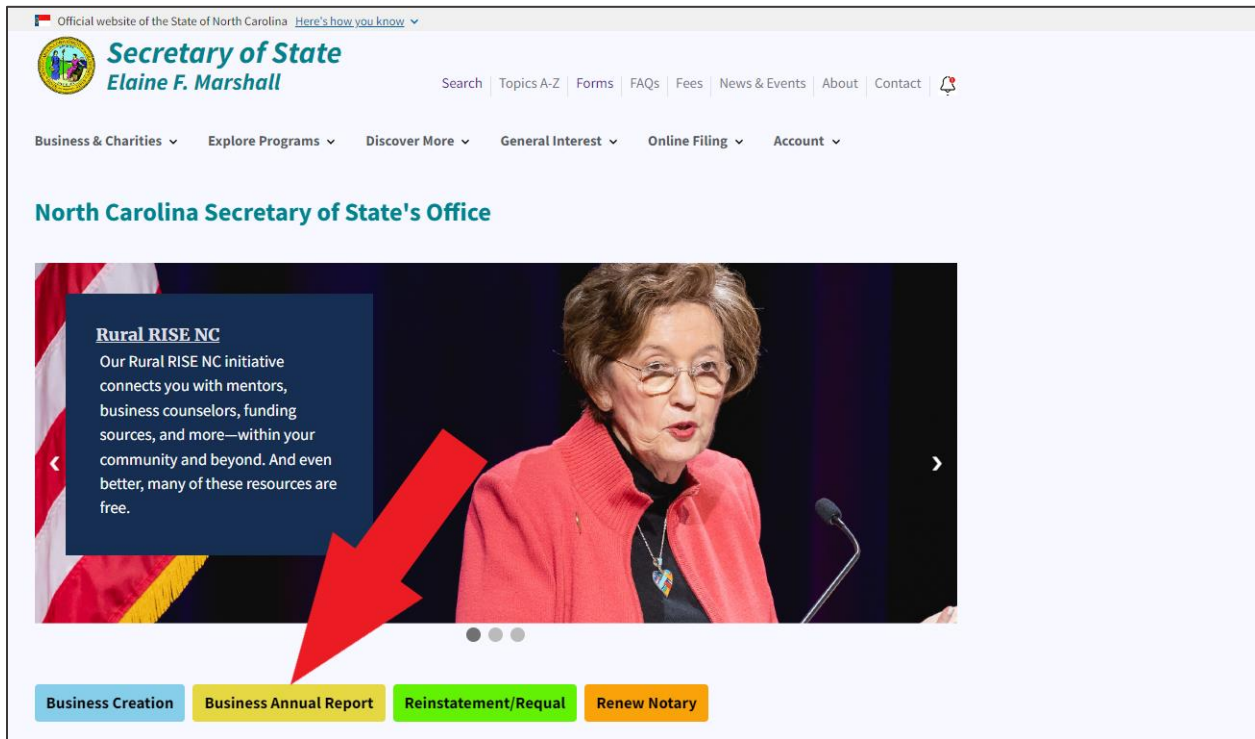 Official website of the State of North Carolina Here's how you know
Secretary of State
Elaine F. Marshall
Search Topics A-Z Forms FAQs Fees News & Events About Contact
Business & Charities Explore Programs Discover More General Interest Online Filing Account
North Carolina Secretary of State's Office
Rural RISE NC
Our Rural RISE NC initiative
connects you with mentors,
business counselors, funding
sources, and more—within your
community and beyond. And even
better, many of these resources are
free.
Business Creation Business Annual Report Reinstatement/Requal Renew Notary